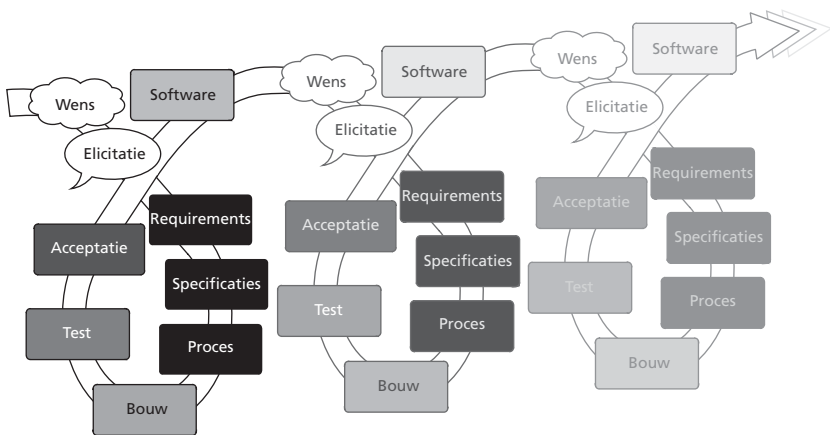 Wens
Software
Elicitatie
Requirements
Acceptatie
Specificaties
Test
Proces
Bouw
Wens
Software
Elicitatie
Requirements
Acceptatie
Specificaties
Test
Proces
Bouw
Wens
Software
Elicitatie
Requirements
Acceptatie
Specificaties
Test
Proces
Bouw